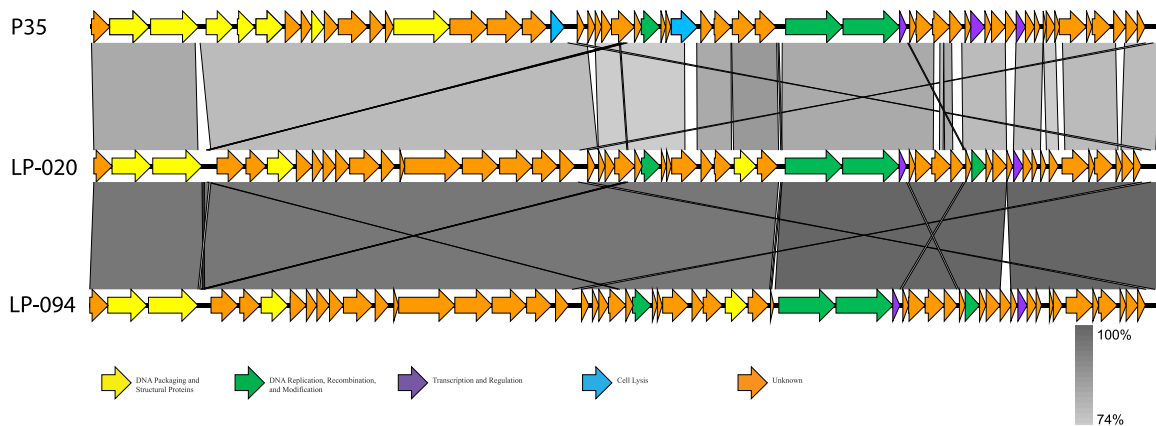 P35
LP-020
LP-094
100%
74%
DNA Packaging and
Structural Proteins
DNA Replication, Recombination,
and Modification
Transcription and Regulation
Cell Lysis
Unknown